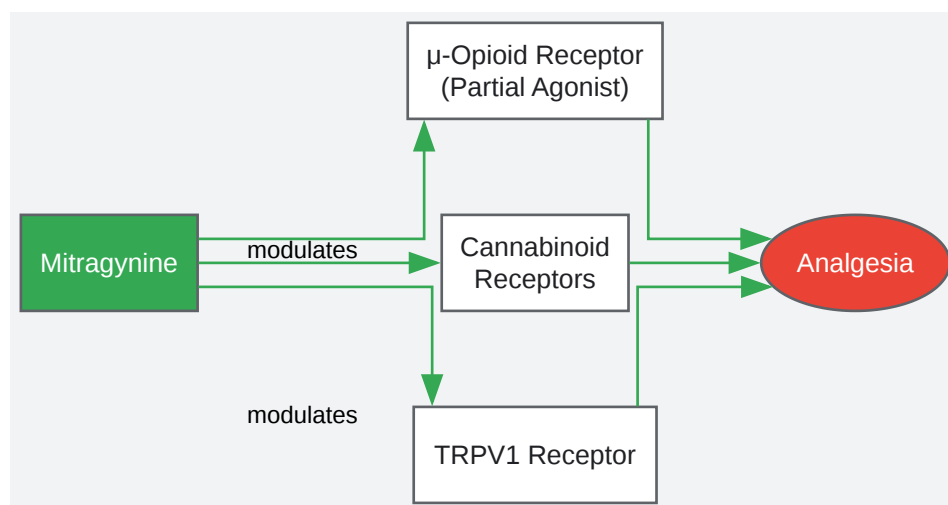 μ-Opioid Receptor
(Partial Agonist)
Mitragynine
modulates
Cannabinoid
Receptors
Analgesia
modulates
TRPV1 Receptor